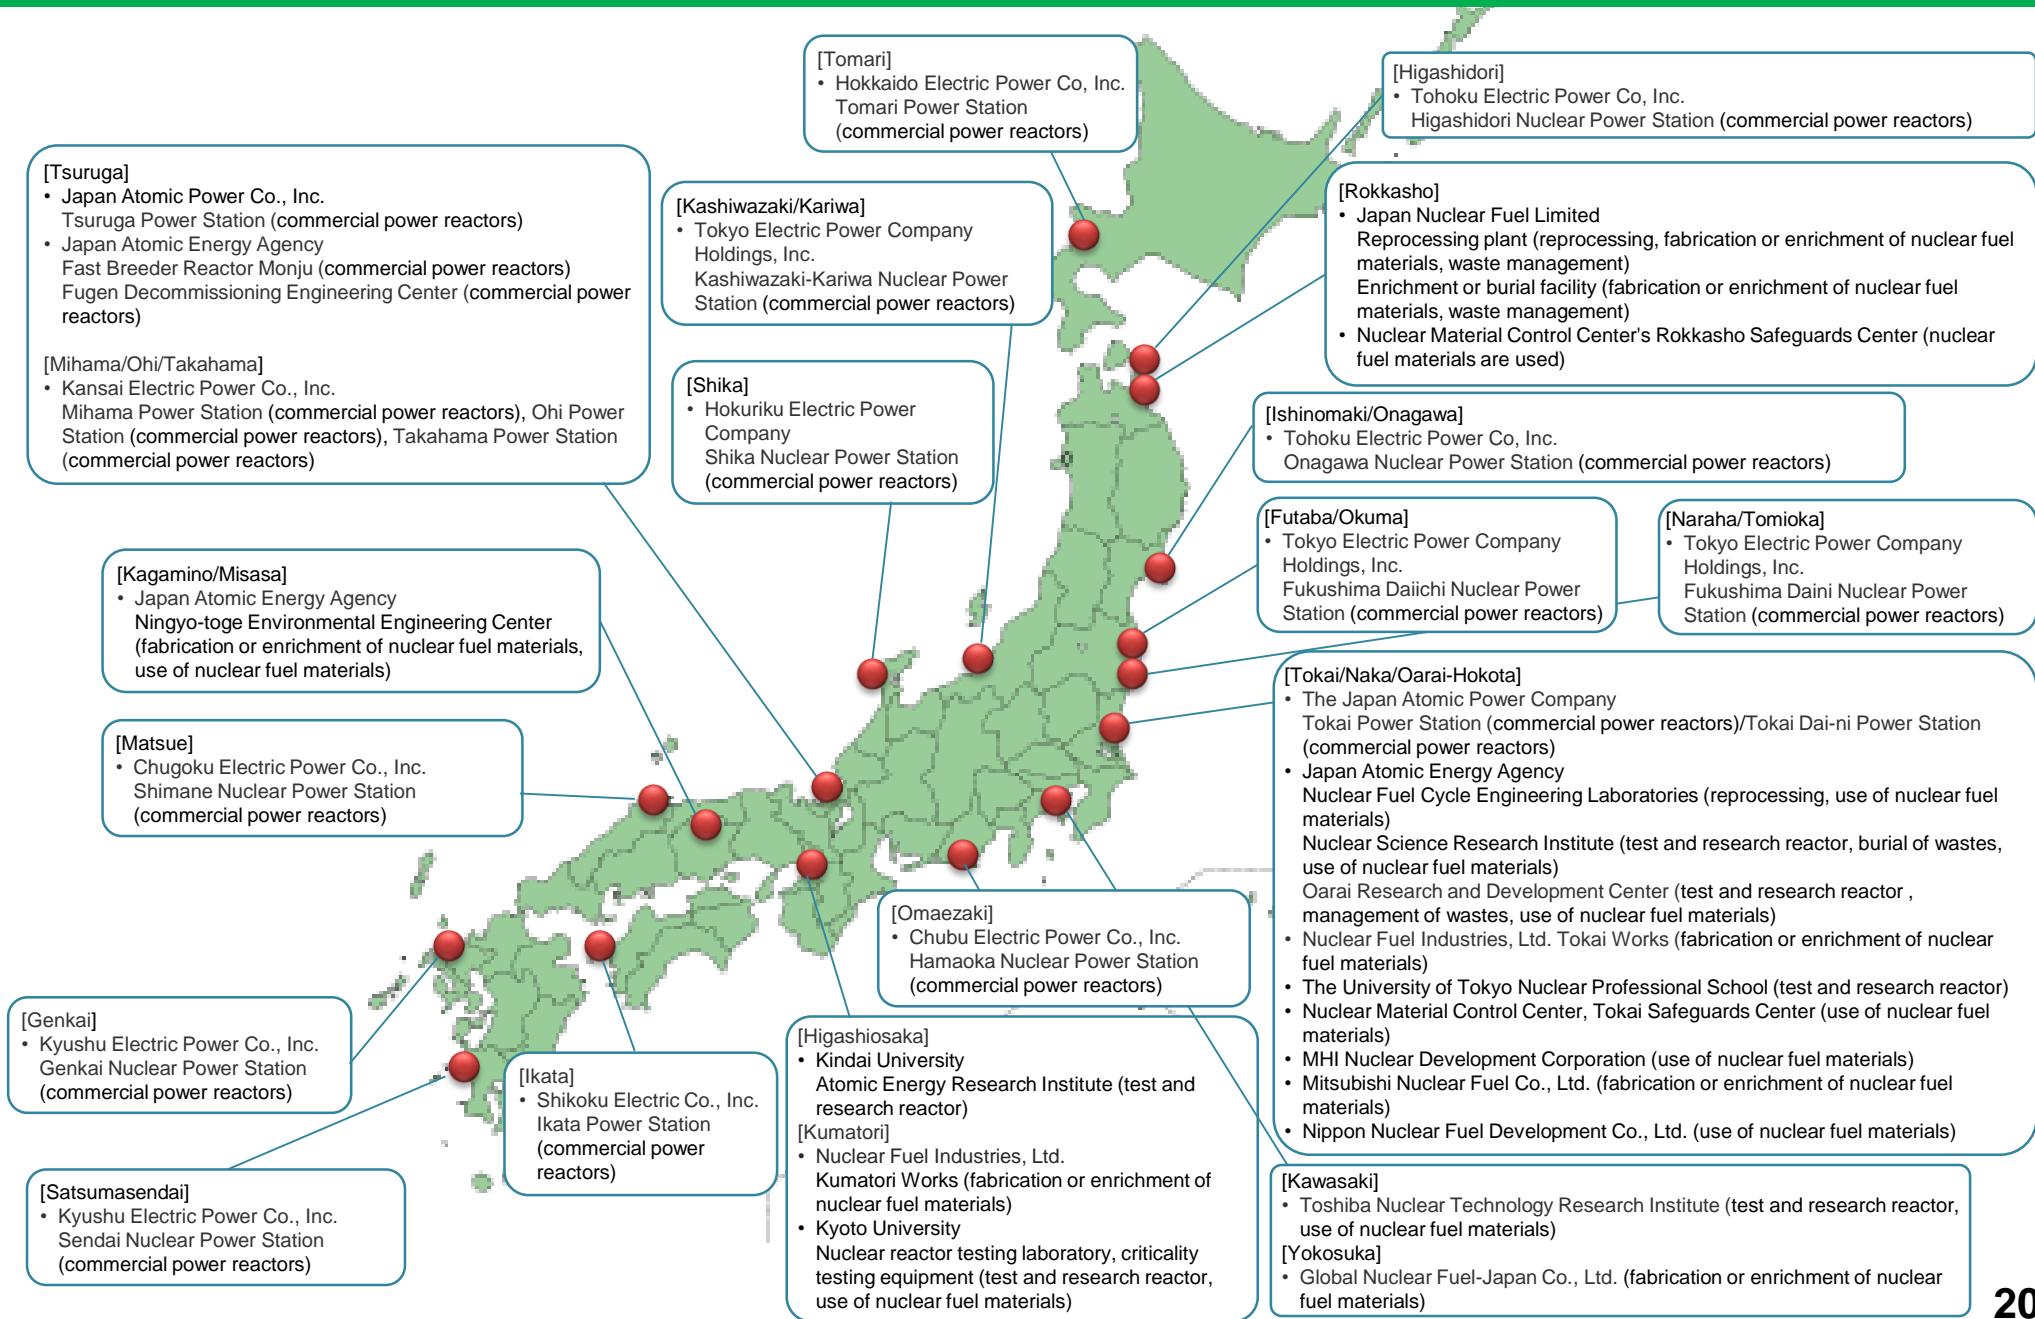 [Tomari]
• Hokkaido Electric Power Co, Inc.
Tomari Power Station
(commercial power reactors)
[Higashidori]
• Tohoku Electric Power Co, Inc.
Higashidori Nuclear Power Station (commercial power reactors)
[Tsuruga]
• Japan Atomic Power Co., Inc.
Tsuruga Power Station (commercial power reactors)
• Japan Atomic Energy Agency
Fast Breeder Reactor Monju (commercial power reactors)
Fugen Decommissioning Engineering Center (commercial power
reactors)
[Mihama/Ohi/Takahama]
• Kansai Electric Power Co., Inc.
Mihama Power Station (commercial power reactors), Ohi Power
Station (commercial power reactors), Takahama Power Station
(commercial power reactors)
[Kashiwazaki/Kariwa]
• Tokyo Electric Power Company
Holdings, Inc.
Kashiwazaki-Kariwa Nuclear Power
Station (commercial power reactors)
[Rokkasho]
• Japan Nuclear Fuel Limited
Reprocessing plant (reprocessing, fabrication or enrichment of nuclear fuel
materials, waste management)
Enrichment or burial facility (fabrication or enrichment of nuclear fuel
materials, waste management)
• Nuclear Material Control Center's Rokkasho Safeguards Center (nuclear
fuel materials are used)
[Shika]
• Hokuriku Electric Power
Company
Shika Nuclear Power Station
(commercial power reactors)
[Ishinomaki/Onagawa]
• Tohoku Electric Power Co, Inc.
Onagawa Nuclear Power Station (commercial power reactors)
[Futaba/Okuma]
• Tokyo Electric Power Company
Holdings, Inc.
Fukushima Daiichi Nuclear Power
Station (commercial power reactors)
[Naraha/Tomioka]
• Tokyo Electric Power Company
Holdings, Inc.
Fukushima Daini Nuclear Power
Station (commercial power reactors)
[Kagamino/Misasa]
• Japan Atomic Energy Agency
Ningyo-toge Environmental Engineering Center
(fabrication or enrichment of nuclear fuel materials,
use of nuclear fuel materials)
[Tokai/Naka/Oarai-Hokota]
• The Japan Atomic Power Company
Tokai Power Station (commercial power reactors)/Tokai Dai-ni Power Station
(commercial power reactors)
• Japan Atomic Energy Agency
Nuclear Fuel Cycle Engineering Laboratories (reprocessing, use of nuclear fuel
materials)
Nuclear Science Research Institute (test and research reactor, burial of wastes,
use of nuclear fuel materials)
Oarai Research and Development Center (test and research reactor ,
management of wastes, use of nuclear fuel materials)
• Nuclear Fuel Industries, Ltd. Tokai Works (fabrication or enrichment of nuclear
fuel materials)
• The University of Tokyo Nuclear Professional School (test and research reactor)
• Nuclear Material Control Center, Tokai Safeguards Center (use of nuclear fuel
materials)
• MHI Nuclear Development Corporation (use of nuclear fuel materials)
• Mitsubishi Nuclear Fuel Co., Ltd. (fabrication or enrichment of nuclear fuel
materials)
• Nippon Nuclear Fuel Development Co., Ltd. (use of nuclear fuel materials)
[Matsue]
• Chugoku Electric Power Co., Inc.
Shimane Nuclear Power Station
(commercial power reactors)
[Omaezaki]
• Chubu Electric Power Co., Inc.
Hamaoka Nuclear Power Station
(commercial power reactors)
[Genkai]
• Kyushu Electric Power Co., Inc.
Genkai Nuclear Power Station
(commercial power reactors)
[Ikata]
• Shikoku Electric Co., Inc.
Ikata Power Station
(commercial power
reactors)
[Higashiosaka]
• Kindai University
Atomic Energy Research Institute (test and
research reactor)
[Kumatori]
• Nuclear Fuel Industries, Ltd.
Kumatori Works (fabrication or enrichment of
nuclear fuel materials)
• Kyoto University
Nuclear reactor testing laboratory, criticality
testing equipment (test and research reactor,
use of nuclear fuel materials)
[Satsumasendai]
• Kyushu Electric Power Co., Inc.
Sendai Nuclear Power Station
(commercial power reactors)
[Kawasaki]
• Toshiba Nuclear Technology Research Institute (test and research reactor,
use of nuclear fuel materials)
[Yokosuka]
• Global Nuclear Fuel-Japan Co., Ltd. (fabrication or enrichment of nuclear
fuel materials)
20